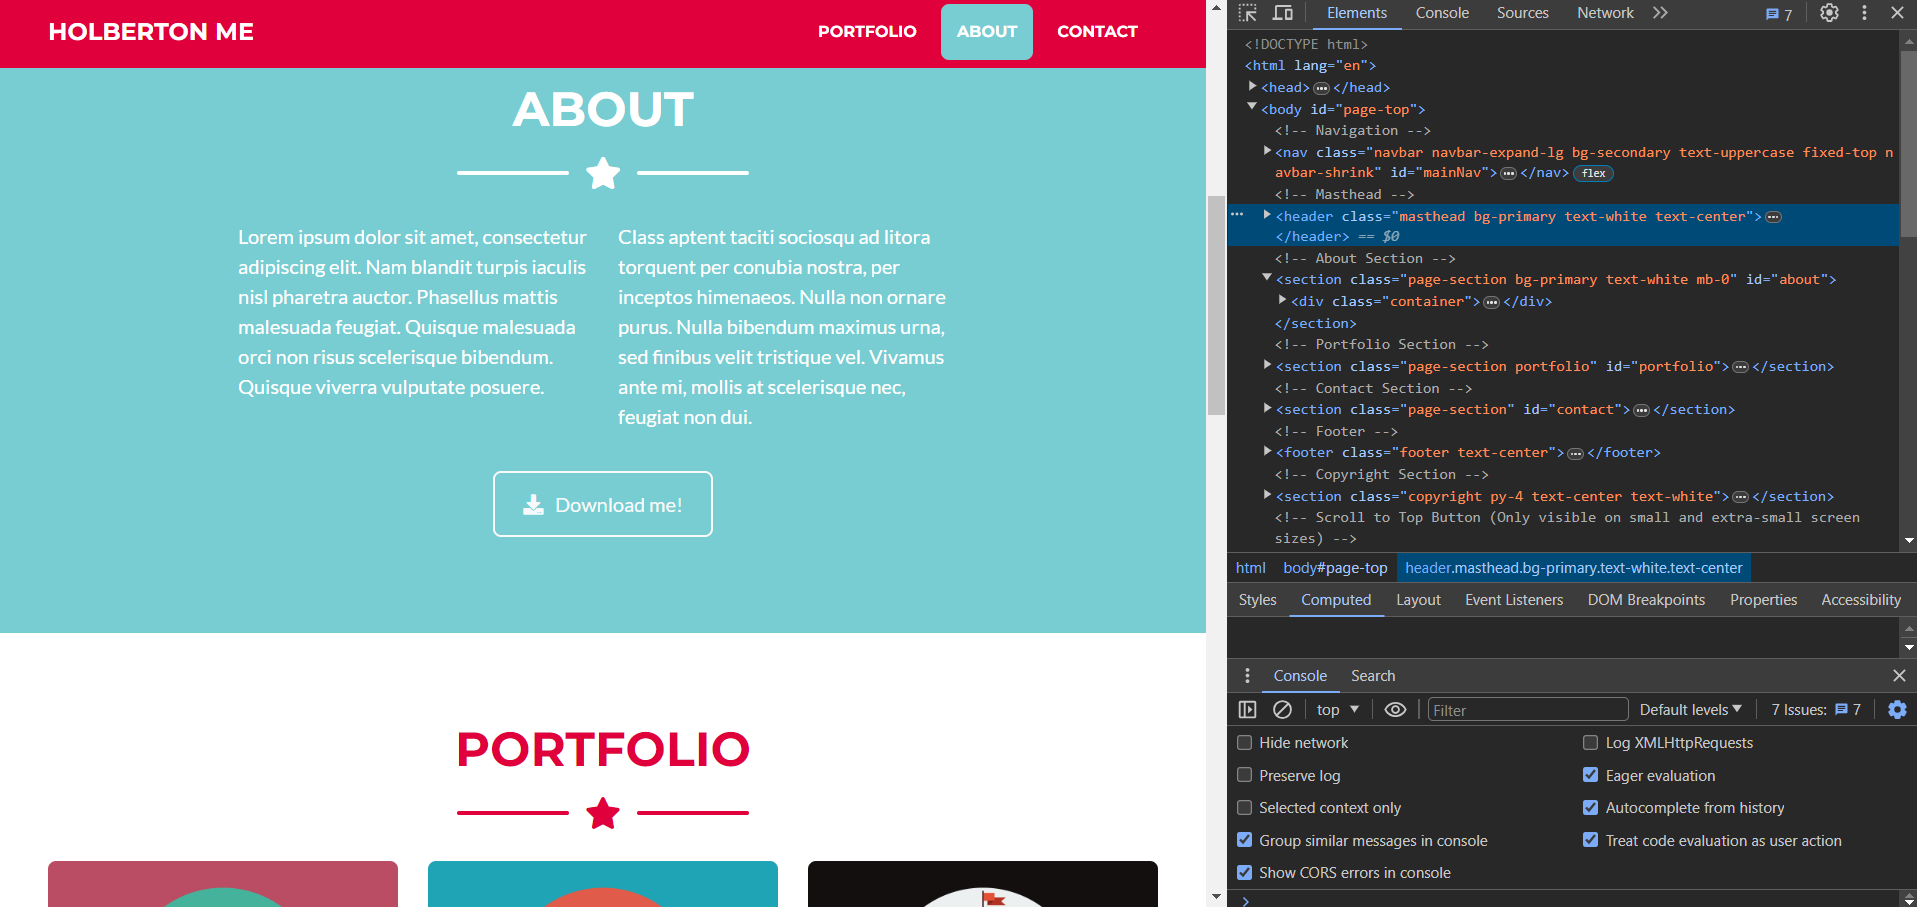 HOLBERTON ME
PORTFOLIO
ABOUT
CONTACT
ABOUT
Lorem ipsum dolor sit amet, consectetur
adipiscing elit. Nam blandit turpis iaculis
nisl pharetra auctor. Phasellus mattis
malesuada feugiat. Quisque malesuada
orci non risus scelerisque bibendum.
Quisque viverra vulputate posuere.
Class aptent taciti sociosqu ad litora
torquent per conubia nostra, per
inceptos himenaeos. Nulla non ornare
purus. Nulla bibendum maximus urna,
sed finibus velit tristique vel. Vivamus
ante mi, mollis at scelerisque nec,
feugiat non dui.
Download me!
PORTFOLIO
Elements Console Sources Network 7
<!DOCTYPE html>
<html lang="en">
<head>…</head>
<body id="page-top">
<!-- Navigation -->
<nav class="navbar navbar-expand-lg bg-secondary text-uppercase fixed-top n
avbar-shrink" id="mainNav">…</nav> flex
<!-- Masthead -->
<header class="masthead bg-primary text-white text-center">…
</header> == $0
<!-- About Section -->
<section class="page-section bg-primary text-white mb-0" id="about">
<div class="container">…</div>
</section>
<!-- Portfolio Section -->
<section class="page-section portfolio" id="portfolio">…</section>
<!-- Contact Section -->
<section class="page-section" id="contact">…</section>
<!-- Footer -->
<footer class="footer text-center">…</footer>
<!-- Copyright Section -->
<section class="copyright py-4 text-center text-white">…</section>
<!-- Scroll to Top Button (Only visible on small and extra-small screen
sizes) -->
html body#page-top header.masthead.bg-primary.text-white.text-center
Styles Computed Layout Event Listeners DOM Breakpoints Properties Accessibility
Console Search
top Filter Default levels 7 Issues: 7
Hide network
Log XMLHttpRequests
Preserve log
Eager evaluation
Selected context only
Autocomplete from history
Group similar messages in console
Treat code evaluation as user action
Show CORS errors in console